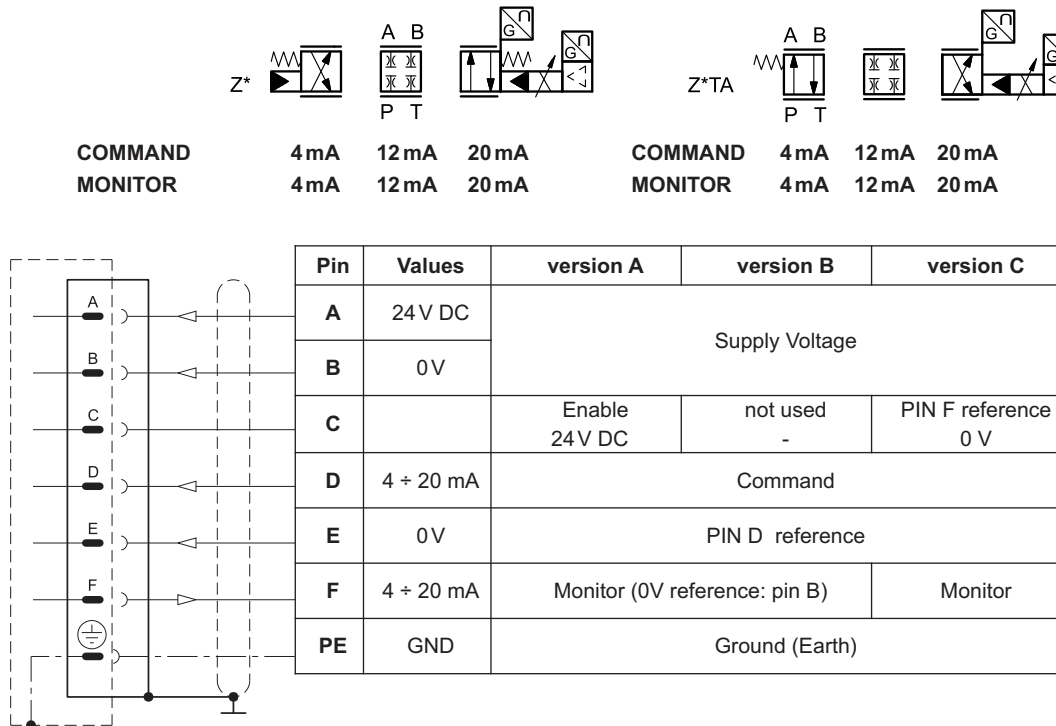 A B
Z*
P T
G
G
A B
Z*TA
P T
G
G
COMMAND 4 mA 12 mA 20 mA
MONITOR 4 mA 12 mA 20 mA
COMMAND 4 mA 12 mA 20 mA
MONITOR 4 mA 12 mA 20 mA
Pin Values version A version B version C
A 24 V DC
Supply Voltage
B 0 V
C
Enable
24 V DC
not used
-
PIN F reference
0 V
D 4 ÷ 20 mA Command
E 0 V PIN D reference
F 4 ÷ 20 mA Monitor (0V reference: pin B) Monitor
PE GND Ground (Earth)
A
B
C
D
E
F